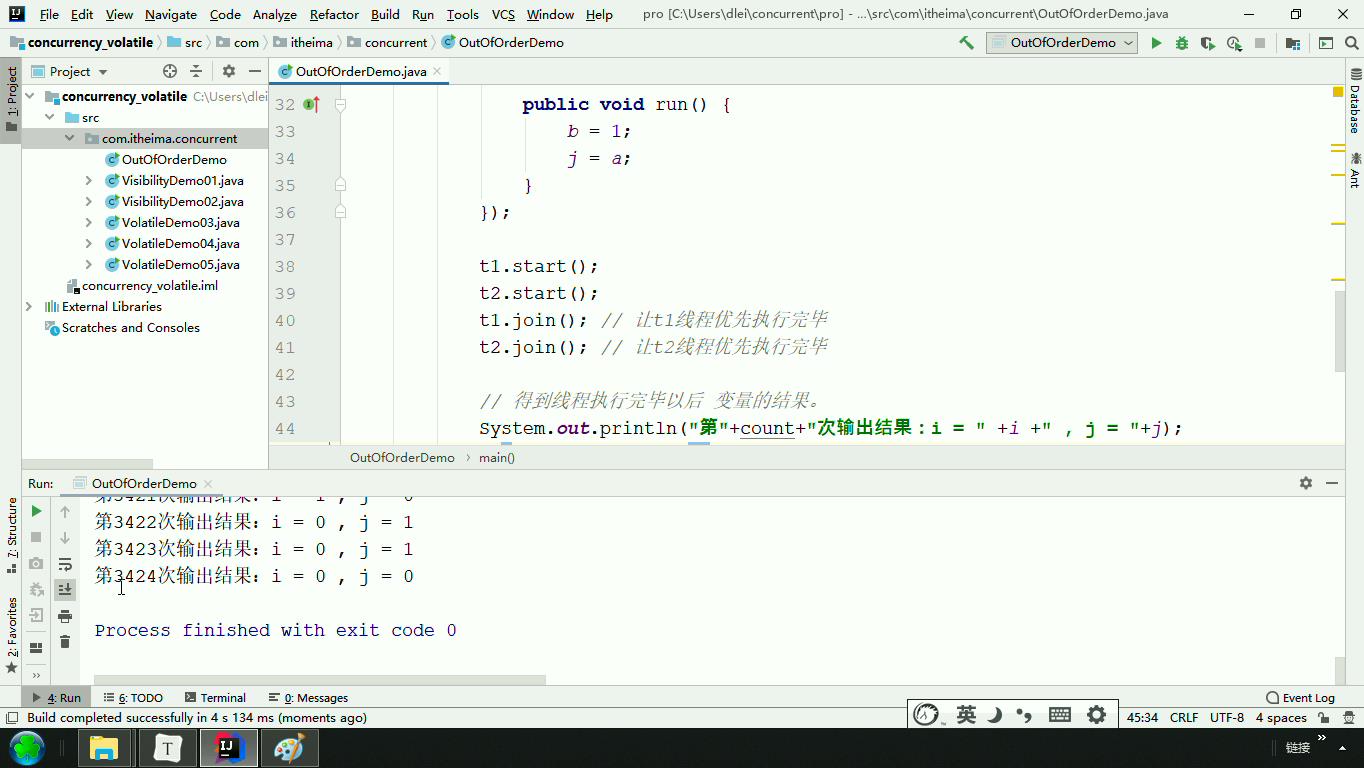 File Edit View Navigate Code Analyze Refactor Build Run Tools VCS Window Help pro [C:\Users\dlei\concurrent\pro] - ...\src\com\itheima\concurrent\OutOfOrderDemo.java
concurrency_volatile src com itheima concurrent OutOfOrderDemo OutOfOrderDemo
Project OutOfOrderDemo.java
1: Project
concurrency_volatile C:\Users\dlei
src
com.itheima.concurrent
OutOfOrderDemo
VisibilityDemo01.java
VisibilityDemo02.java
VolatileDemo03.java
VolatileDemo04.java
VolatileDemo05.java
concurrency_volatile.iml
External Libraries
Scratches and Consoles
32 public void run() {
33 b = 1;
34 j = a;
35 }
36 });
37
38 t1.start();
39 t2.start();
40 t1.join(); // 让t1线程优先执行完毕
41 t2.join(); // 让t2线程优先执行完毕
42
43 // 得到线程执行完毕以后 变量的结果。
44 System.out.println("第"+count+"次输出结果:i = " +i +" , j = "+j);
OutOfOrderDemo main()
Database
Ant
Run: OutOfOrderDemo
第3421次输出结果: i = 1 , j = 0
第3422次输出结果: i = 0 , j = 1
第3423次输出结果: i = 0 , j = 1
第3424次输出结果: i = 0 , j = 0
Process finished with exit code 0
7: Structure
2: Favorites
4: Run 6: TODO Terminal 0: Messages Event Log
Build completed successfully in 4 s 134 ms (moments ago) 英 45:34 CRLF UTF-8 4 spaces
T IJ 链接